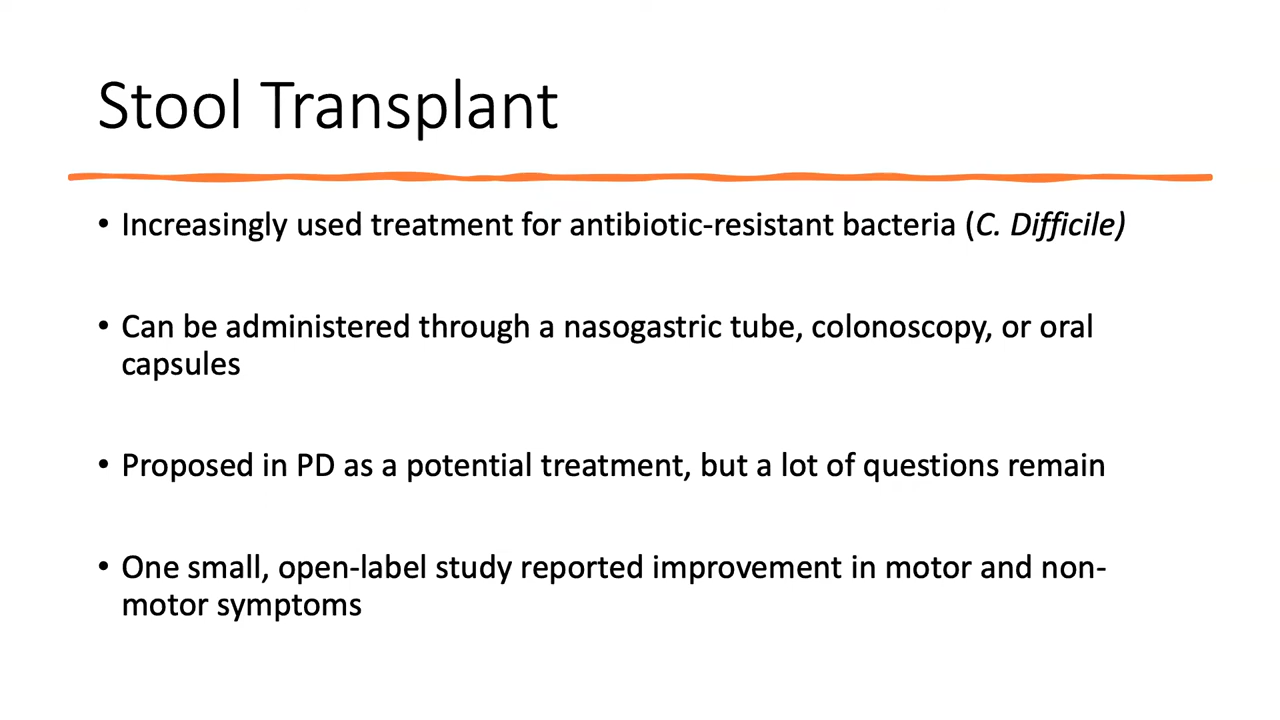 Stool Transplant
• Increasingly used treatment for antibiotic-resistant bacteria (C. Difficile)
• Can be administered through a nasogastric tube, colonoscopy, or oral
capsules
• Proposed in PD as a potential treatment, but a lot of questions remain
• One small, open-label study reported improvement in motor and non-
motor symptoms